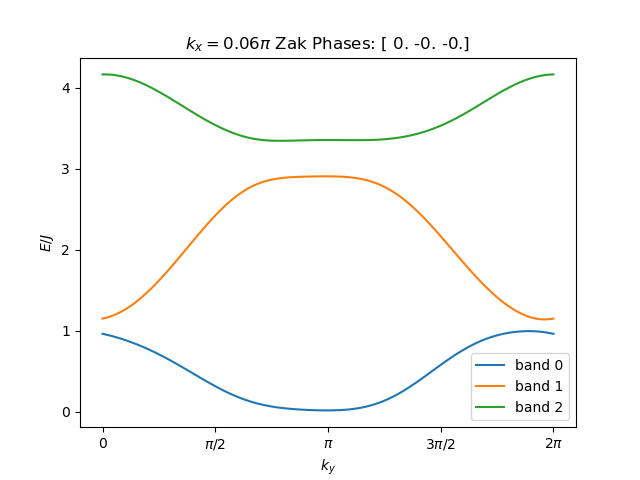 $k_x = 0.06\pi$ Zak Phases: [ 0. -0. -0.]
E/J
4
3
2
1
0
band 0
band 1
band 2
0
π/2
π
3π/2
2π
$k_y$